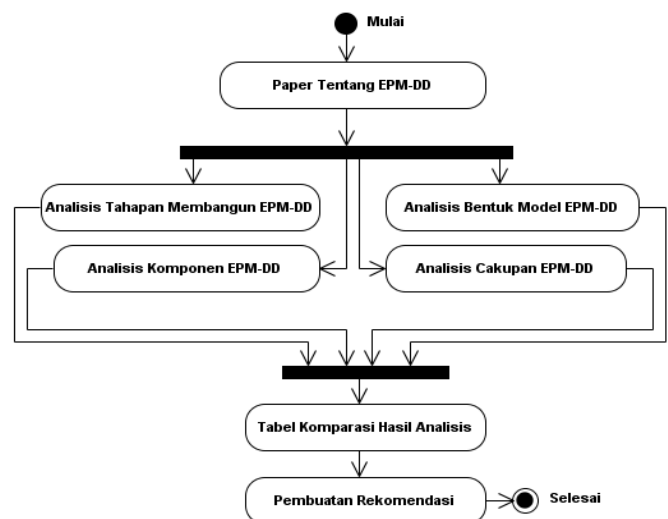 Mulai
Paper Tentang EPM-DD
Analisis Tahapan Membangun EPM-DD
Analisis Bentuk Model EPM-DD
Analisis Komponen EPM-DD
Analisis Cakupan EPM-DD
Tabel Komparasi Hasil Analisis
Pembuatan Rekomendasi
Selesai